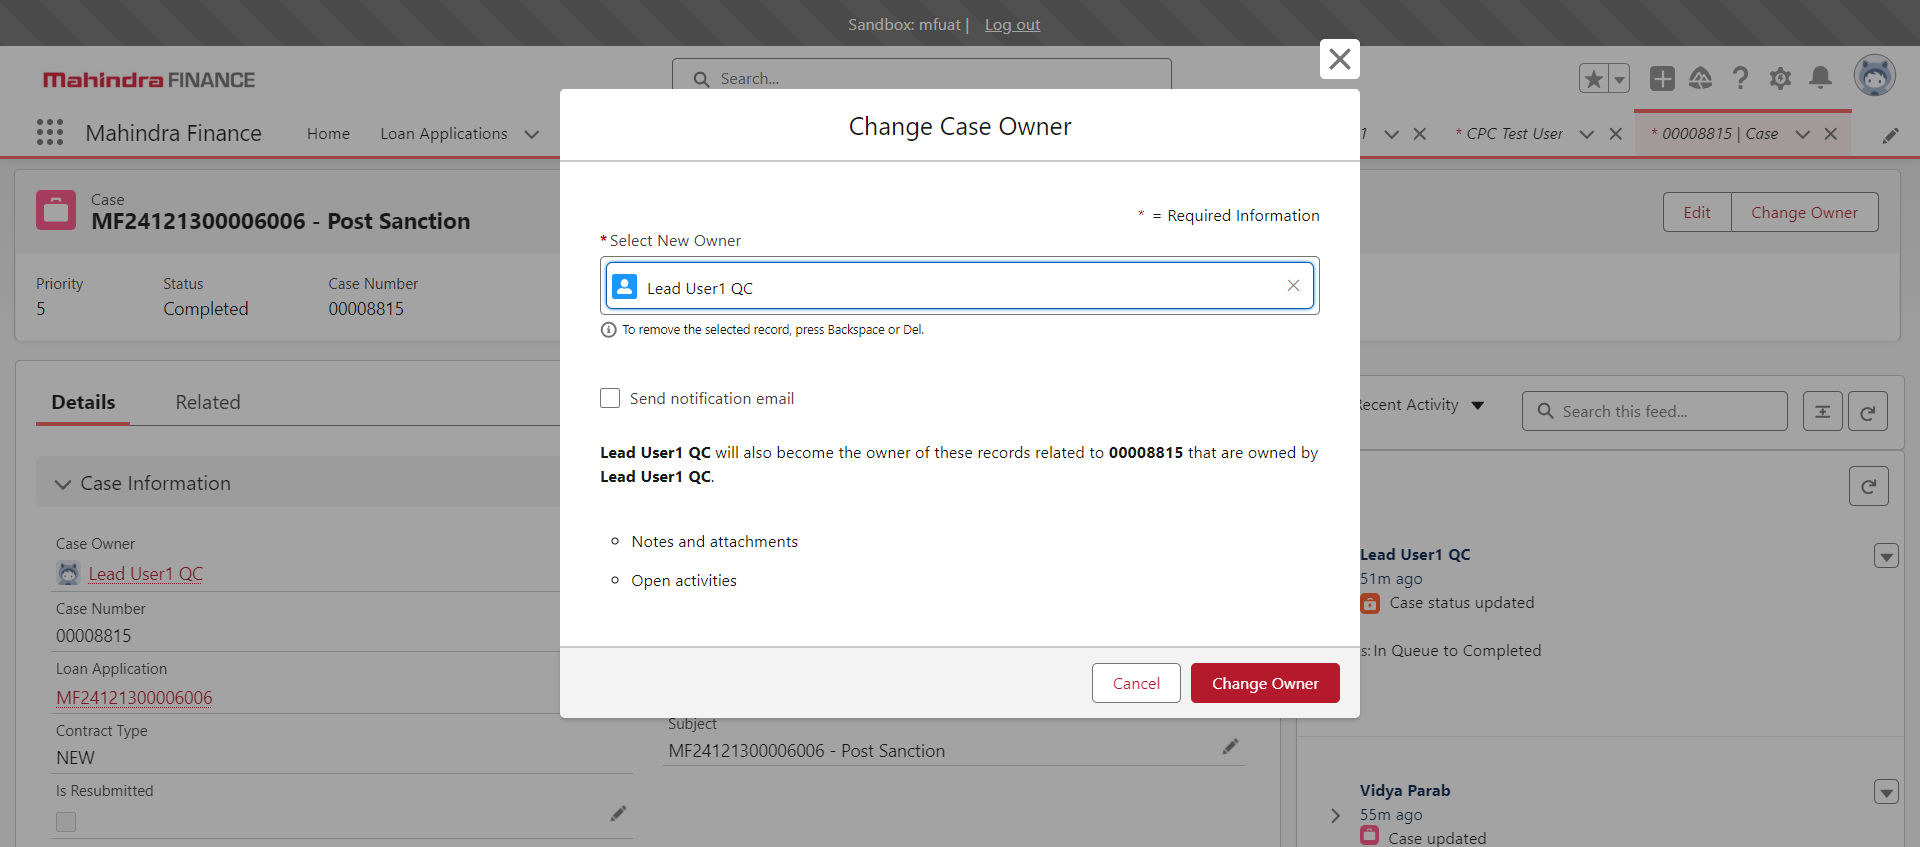 Sandbox: mfuat | Log out
Mahindra FINANCE
Search...
Mahindra Finance Home Loan Applications
1 * CPC Test User * 00008815 | Case
Change Case Owner
Case
MF24121300006006 - Post Sanction
Edit Change Owner
Priority Status Case Number
5 Completed 00008815
* = Required Information
* Select New Owner
Lead User1 QC
To remove the selected record, press Backspace or Del.
Send notification email
Lead User1 QC will also become the owner of these records related to 00008815 that are owned by
Lead User1 QC.
Notes and attachments
Open activities
Cancel Change Owner
Details Related
Case Information
Case Owner
Lead User1 QC
Case Number
00008815
Loan Application
MF24121300006006
Contract Type
NEW
Is Resubmitted
Subject
MF24121300006006 - Post Sanction
ecent Activity Search this feed...
Lead User1 QC
51m ago
Case status updated
s: In Queue to Completed
Vidya Parab
55m ago
Case updated